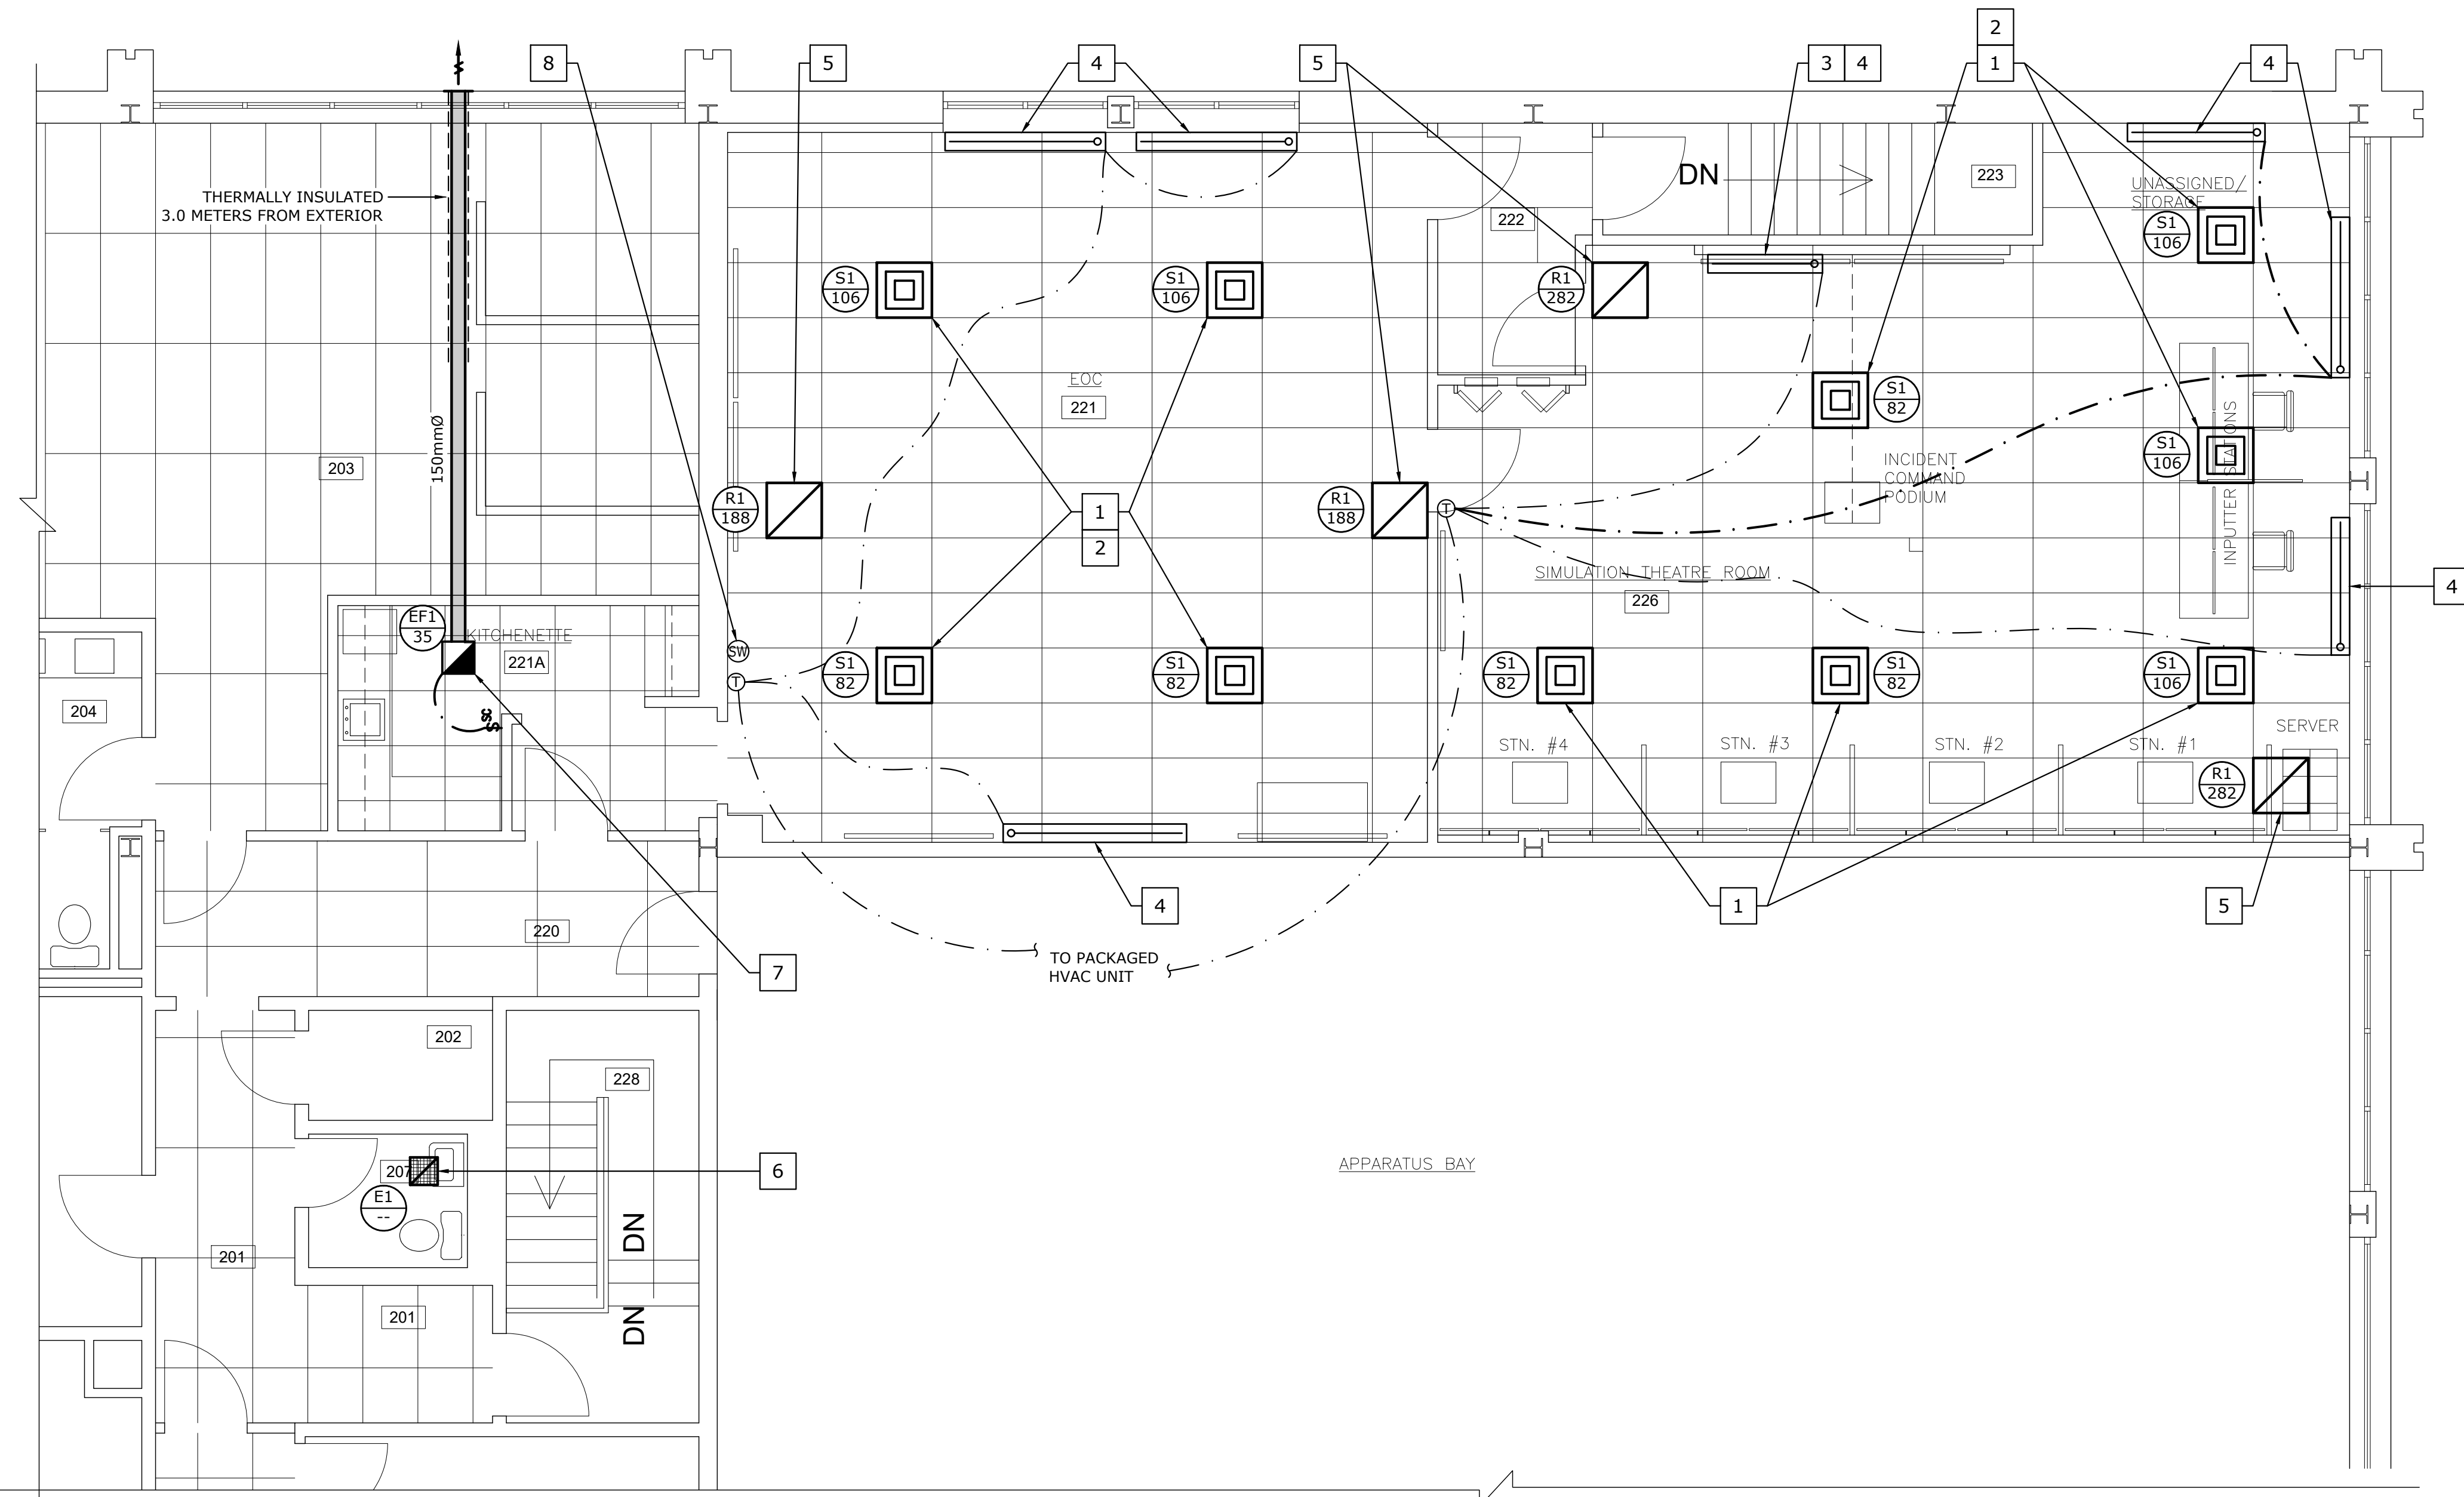 8
5
4
5
3
4
2
1
4
THERMALLY INSULATED
3.0 METERS FROM EXTERIOR
DN
223
UNASSIGNED/
STORAGE
222
S1
106
S1
106
S1
106
R1
282
EOC
221
S1
82
150mmØ
203
S1
106
INPUTTER STATIONS
INCIDENT
COMMAND
PODIUM
R1
188
R1
188
T
1
2
SIMULATION THEATRE ROOM
226
4
EF1
35
KITCHENETTE
221A
SW
T
S1
82
S1
82
S1
82
S1
82
S1
106
204
SERVER
STN. #4
STN. #3
STN. #2
STN. #1
R1
282
4
1
5
220
7
TO PACKAGED
HVAC UNIT
202
228
207
6
E1
--
APPARATUS BAY
DN
201
201
DN